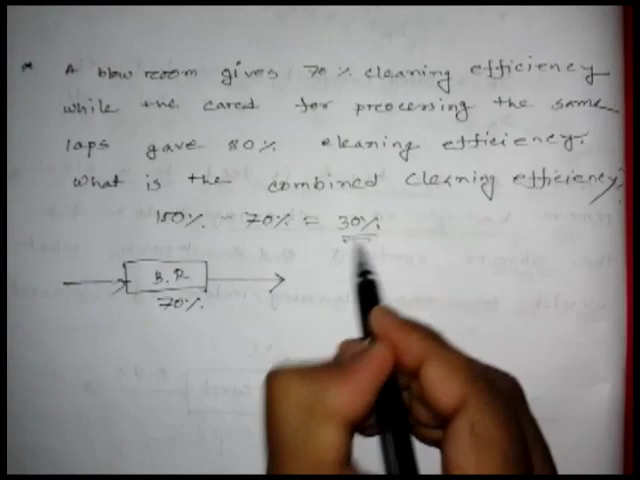 * A blow room gives 70% cleaning efficiency
while the card for processing the same
laps gave 80% cleaning efficiency.
What is the combined cleaning efficiency?
100% - 70% = 30%
B.R
70%